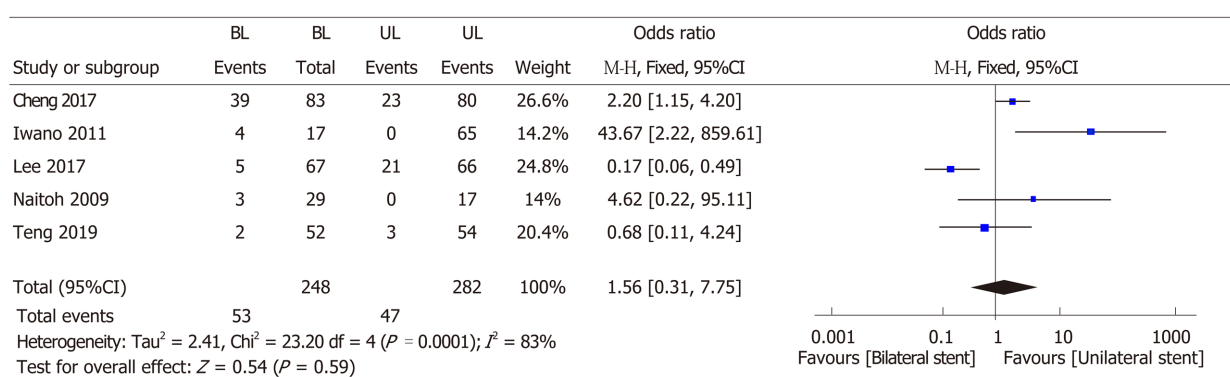 BL BL UL UL Odds ratio Odds ratio
Study or subgroup Events Total Events Events Weight M-H, Fixed, 95%CI M-H, Fixed, 95%CI
Cheng 2017 39 83 23 80 26.6% 2.20 [1.15, 4.20]
Iwano 2011 4 17 0 65 14.2% 43.67 [2.22, 859.61]
Lee 2017 5 67 21 66 24.8% 0.17 [0.06, 0.49]
Naitoh 2009 3 29 0 17 14% 4.62 [0.22, 95.11]
Teng 2019 2 52 3 54 20.4% 0.68 [0.11, 4.24]
Total (95%CI) 248 282 100% 1.56 [0.31, 7.75]
Total events 53 47
Heterogeneity: Tau² = 2.41, Chi² = 23.20 df = 4 (P = 0.0001); I² = 83%
Test for overall effect: Z = 0.54 (P = 0.59)
0.001 0.1 1 10 1000
Favours [Bilateral stent] Favours [Unilateral stent]